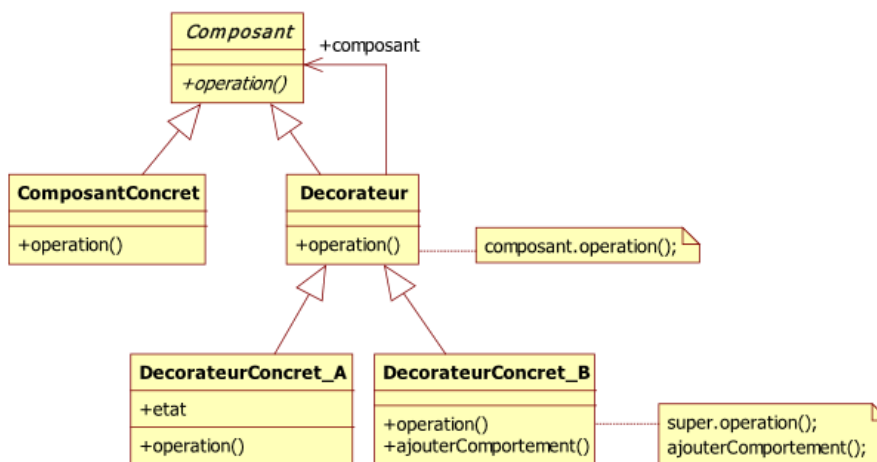 Composant
+composant
+operation()
ComposantConcret
+operation()
Decorateur
+operation()
composant.operation();
DecorateurConcret_A
+etat
+operation()
DecorateurConcret_B
+operation()
+ajouterComportement()
super.operation();
ajouterComportement();